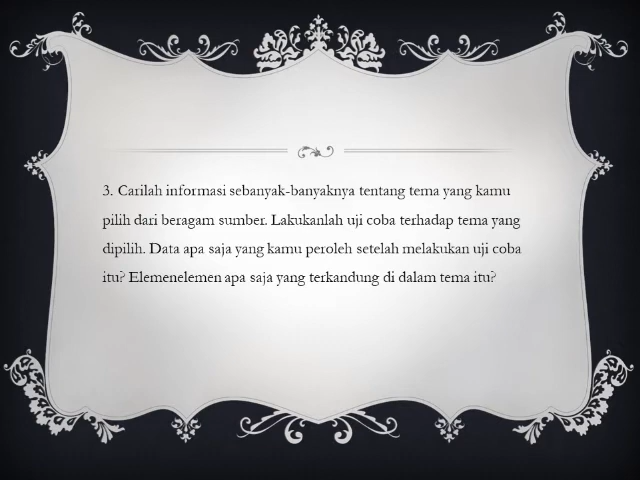 3. Carilah informasi sebanyak-banyaknya tentang tema yang kamu
pilih dari beragam sumber. Lakukanlah uji coba terhadap tema yang
dipilih. Data apa saja yang kamu peroleh setelah melakukan uji coba
itu? Elemenelemen apa saja yang terkandung di dalam tema itu?